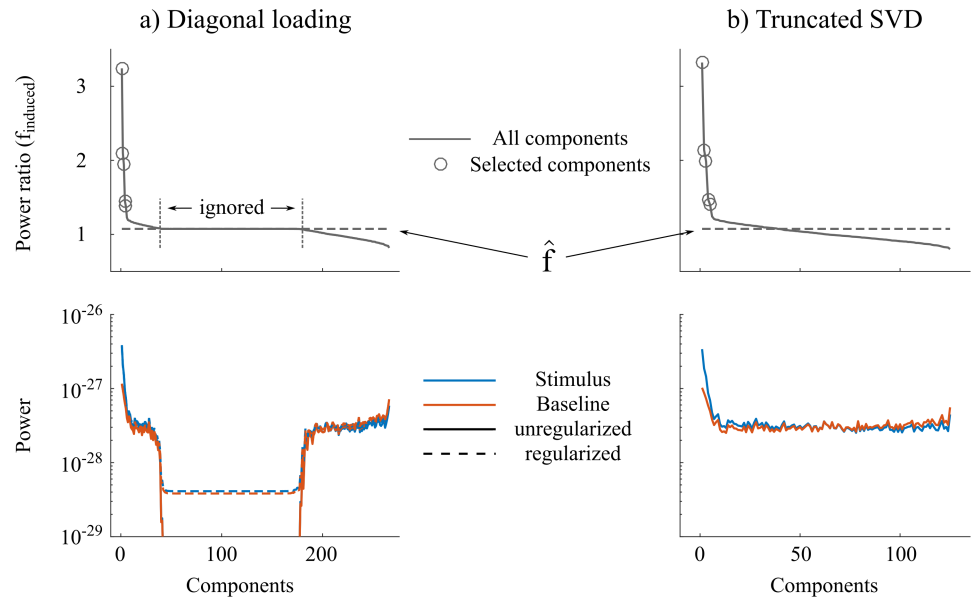 a) Diagonal loading
b) Truncated SVD
Power ratio (f_induced)
3
2
1
ignored
All components
Selected components
f̂
10^-26
10^-27
10^-28
10^-29
Power
0
100
200
Components
Stimulus
Baseline
unregularized
regularized
0
50
100
Components